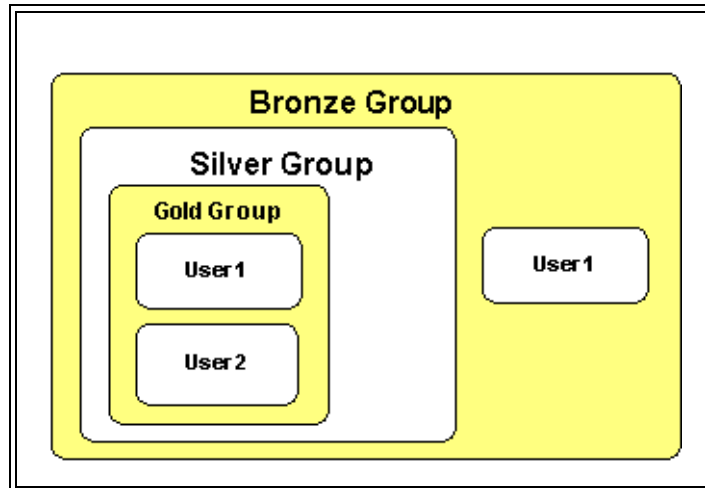 Bronze Group
Silver Group
Gold Group
User1
User1
User2